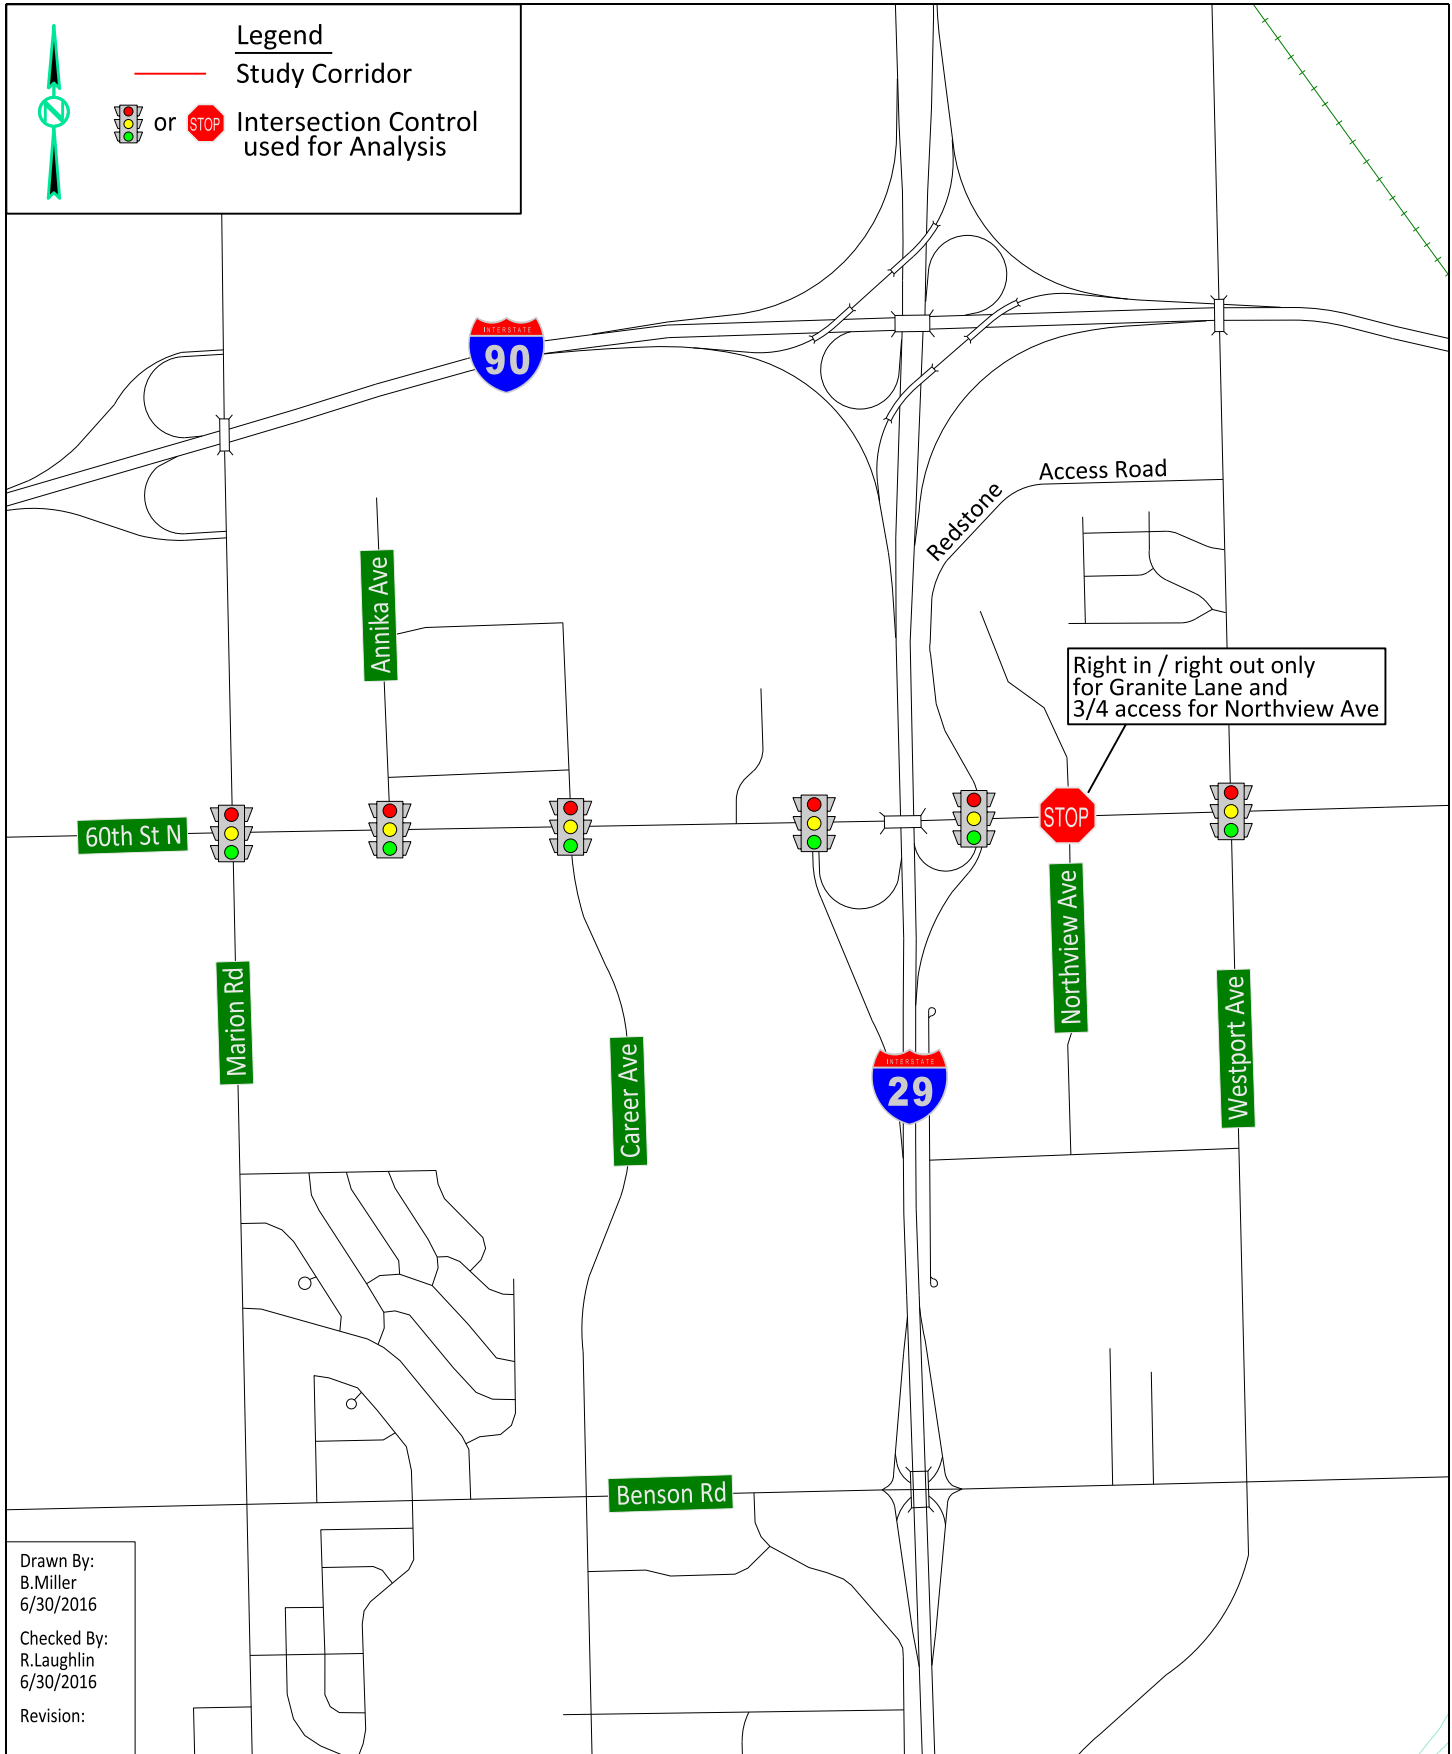 Legend
Study Corridor
N
or
STOP
Intersection Control
used for Analysis
INTERSTATE
90
Access Road
Redstone
Annika Ave
Right in / right out only
for Granite Lane and
3/4 access for Northview Ave
60th St N
STOP
Marion Rd
Career Ave
Northview Ave
Westport Ave
INTERSTATE
29
Benson Rd
Drawn By:
B.Miller
6/30/2016
Checked By:
R.Laughlin
6/30/2016
Revision: